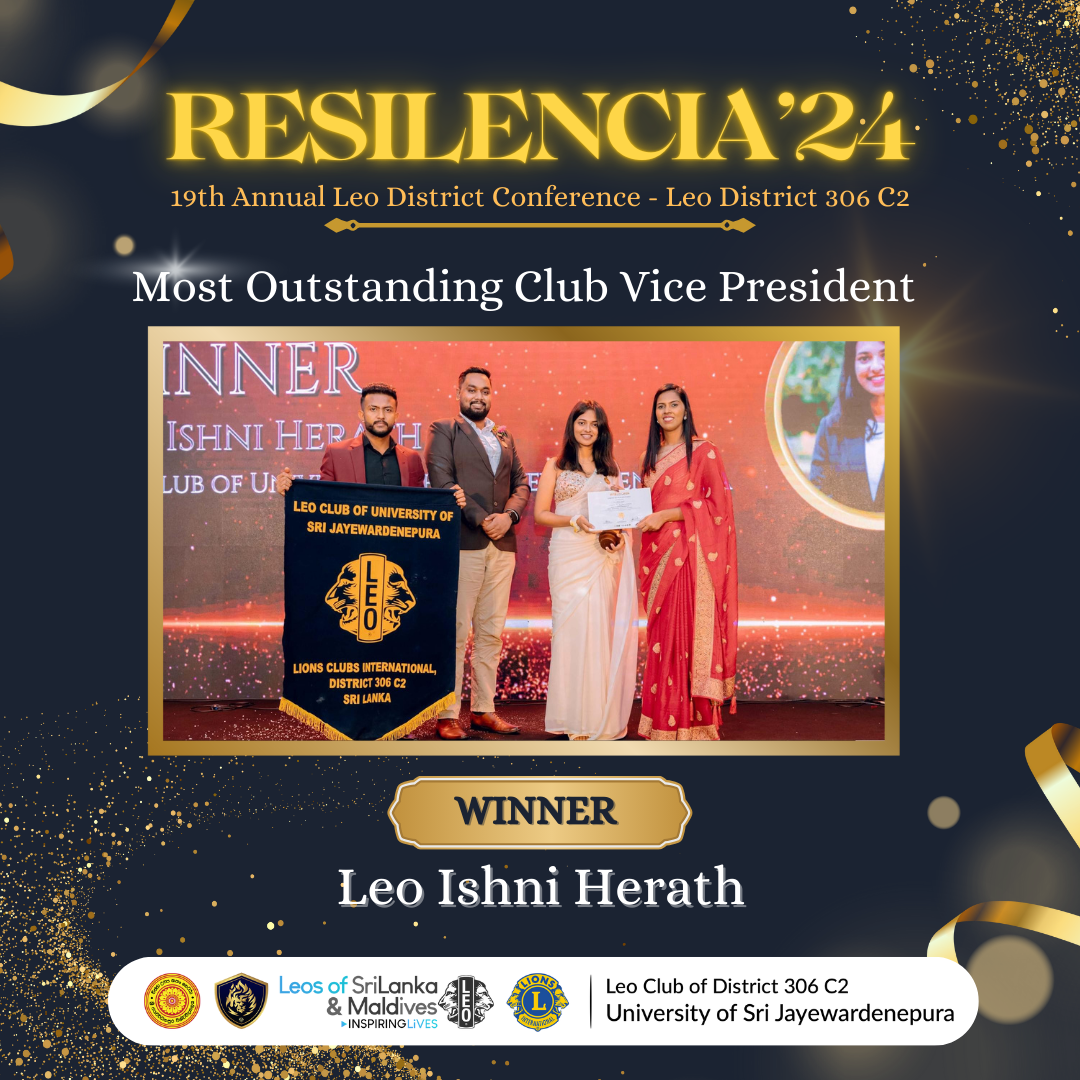 RESILENCIA'24
19th Annual Leo District Conference - Leo District 306 C2
Most Outstanding Club Vice President
INNER
ISHNI HERATH
LUB OF
LEO CLUB OF UNIVERSITY OF
SRI JAYEWARDENEPURA
LEO
LIONS CLUBS INTERNATIONAL,
DISTRICT 306 C2
SRI LANKA
WINNER
Leo Ishni Herath
Leos of SriLanka
& Maldives
INSPIRING LIVES
LEO
LIONS
L
INTERNATIONAL
Leo Club of District 306 C2
University of Sri Jayewardenepura